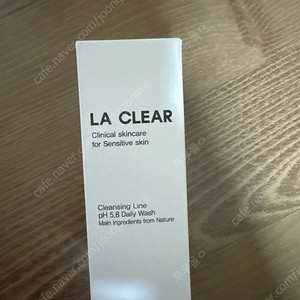 LA CLEAR
Clinical skincare
for Sensitive skin
Cleansing Line
pH 5.8 Daily Wash
Main ingredients from Nature